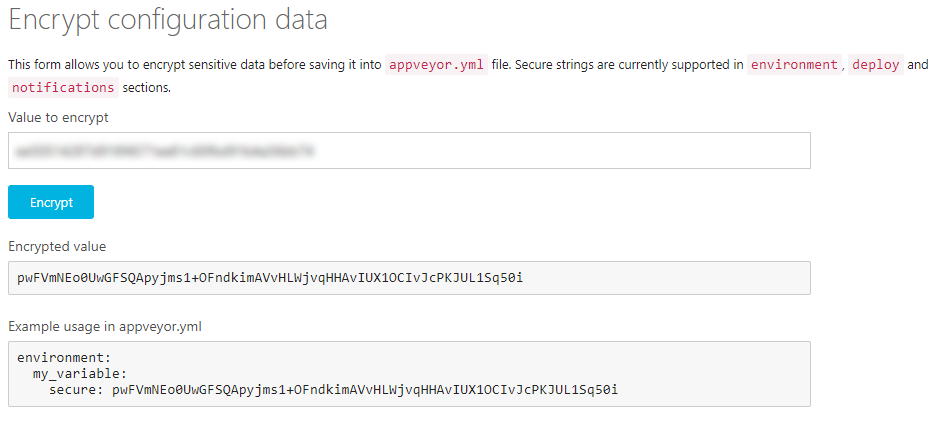 Encrypt configuration data
This form allows you to encrypt sensitive data before saving it into appveyor.yml file. Secure strings are currently supported in environment, deploy and
notifications sections.
Value to encrypt
Encrypt
Encrypted value
pwFVmNEo0UwGFSQApyjms1+OFndkimAVvHLWjvqHHAvIUX1OCIvJcPKJUL1Sq50i
Example usage in appveyor.yml
environment:
  my_variable:
    secure: pwFVmNEo0UwGFSQApyjms1+OFndkimAVvHLWjvqHHAvIUX1OCIvJcPKJUL1Sq50i